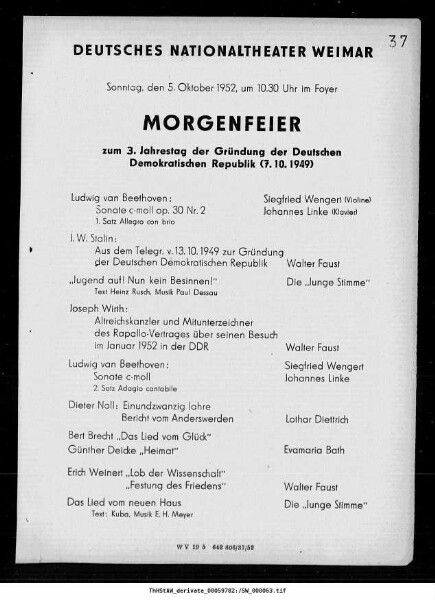 37
DEUTSCHES NATIONALTHEATER WEIMAR
Sonntag, den 5. Oktober 1952, um 10.30 Uhr im Foyer
MORGENFEIER
zum 3. Jahrestag der Gründung der Deutschen
Demokratischen Republik (7.10.1949)
Ludwig van Beethoven: Siegfried Wengert (Violine)
Sonate c-moll op. 30 Nr. 2 Johannes Linke (Klavier)
1. Satz Allegro con brio
J. W. Stalin:
Aus dem Telegr. v. 13.10.1949 zur Gründung
der Deutschen Demokratischen Republik Walter Faust
„Jugend auf! Nun kein Besinnen!" Die „Junge Stimme"
Text Heinz Rusch, Musik Paul Dessau
Joseph Wirth:
Altreichskanzler und Mitunterzeichner
des Rapallo-Vertrages über seinen Besuch
im Januar 1952 in der DDR Walter Faust
Ludwig van Beethoven: Siegfried Wengert
Sonate c-moll Johannes Linke
2. Satz Adagio cantabile
Dieter Noll: Einundzwanzig Jahre
Bericht vom Anderswerden Lothar Diettrich
Bert Brecht „Das Lied vom Glück"
Günther Deicke „Heimat" Evamaria Bath
Erich Weinert „Lob der Wissenschaft"
„Festung des Friedens" Walter Faust
Das Lied vom neuen Haus Die „Junge Stimme"
Text: Kuba, Musik E. H. Meyer
W V 10 5 648 606/37/52
ThHStAW_derivate_00059782:/SW_000063.tif